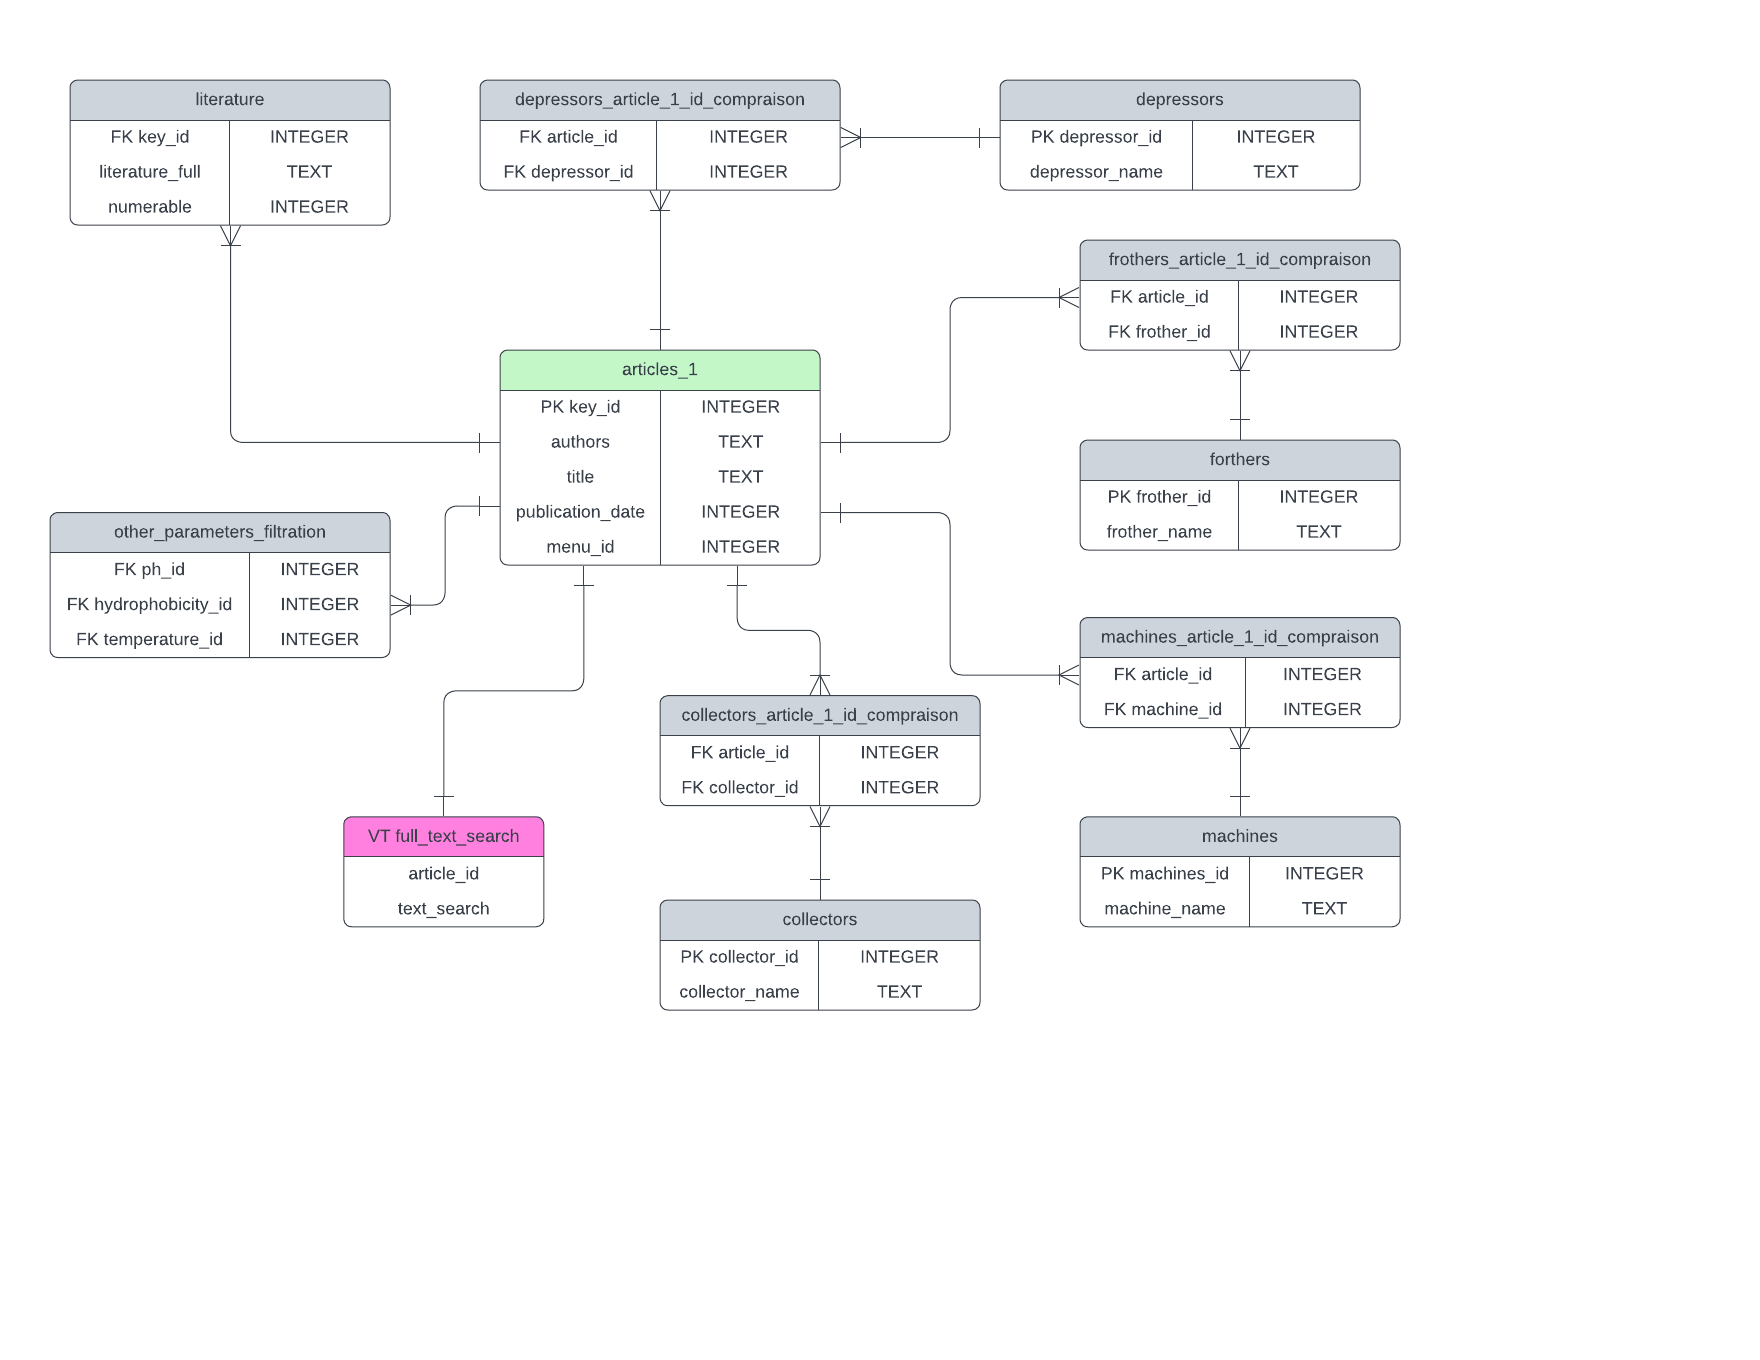 literature
FK key_id INTEGER
literature_full TEXT
numerable INTEGER
depressors_article_1_id_compraison
FK article_id INTEGER
FK depressor_id INTEGER
depressors
PK depressor_id INTEGER
depressor_name TEXT
frothers_article_1_id_compraison
FK article_id INTEGER
FK frother_id INTEGER
articles_1
PK key_id INTEGER
authors TEXT
title TEXT
publication_date INTEGER
menu_id INTEGER
forthers
PK frother_id INTEGER
frother_name TEXT
other_parameters_filtration
FK ph_id INTEGER
FK hydrophobicity_id INTEGER
FK temperature_id INTEGER
machines_article_1_id_compraison
FK article_id INTEGER
FK machine_id INTEGER
collectors_article_1_id_compraison
FK article_id INTEGER
FK collector_id INTEGER
VT full_text_search
article_id
text_search
machines
PK machines_id INTEGER
machine_name TEXT
collectors
PK collector_id INTEGER
collector_name TEXT